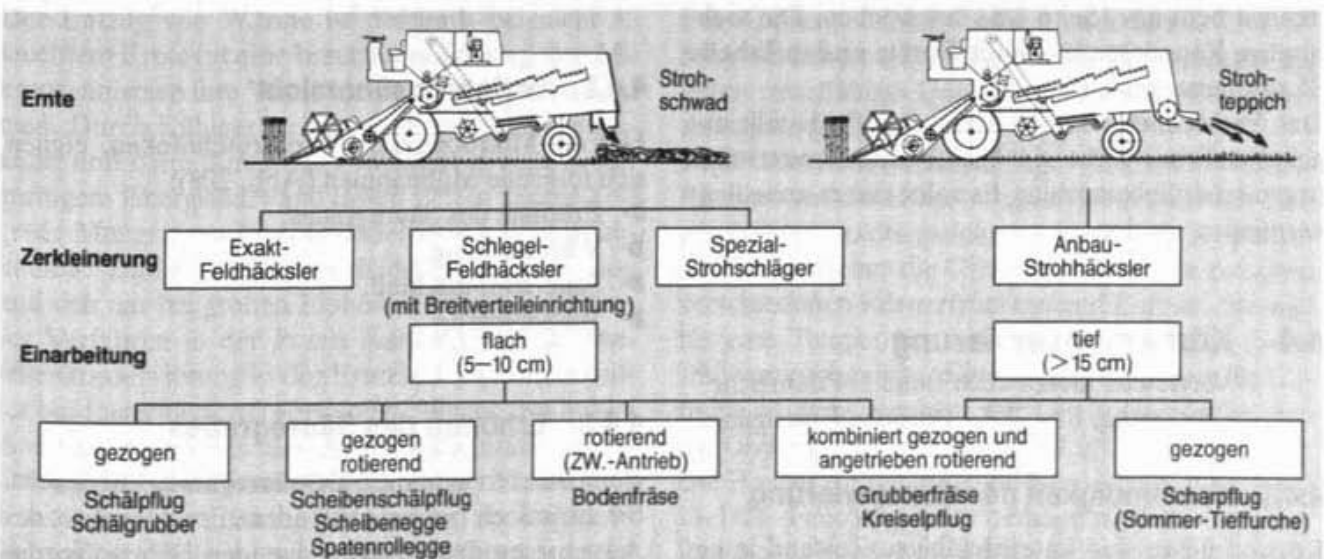 Ernte
Stroh-
schwad
Stroh-
teppich
Zerkleinerung
Exakt-
Feldhäcksler
Schlegel-
Feldhäcksler
(mit Breitverteileinrichtung)
Spezial-
Strohschläger
Anbau-
Strohhäcksler
Einarbeitung
flach
(5–10 cm)
tief
(>15 cm)
gezogen
gezogen
rotierend
rotierend
(ZW.-Antrieb)
kombiniert gezogen und
angetrieben rotierend
gezogen
Schälpflug
Schälgrubber
Scheibenschälpflug
Scheibenegge
Spatenrollegge
Bodenfräse
Grubberfräse
Kreiselpflug
Scharpflug
(Sommer-Tieffurche)